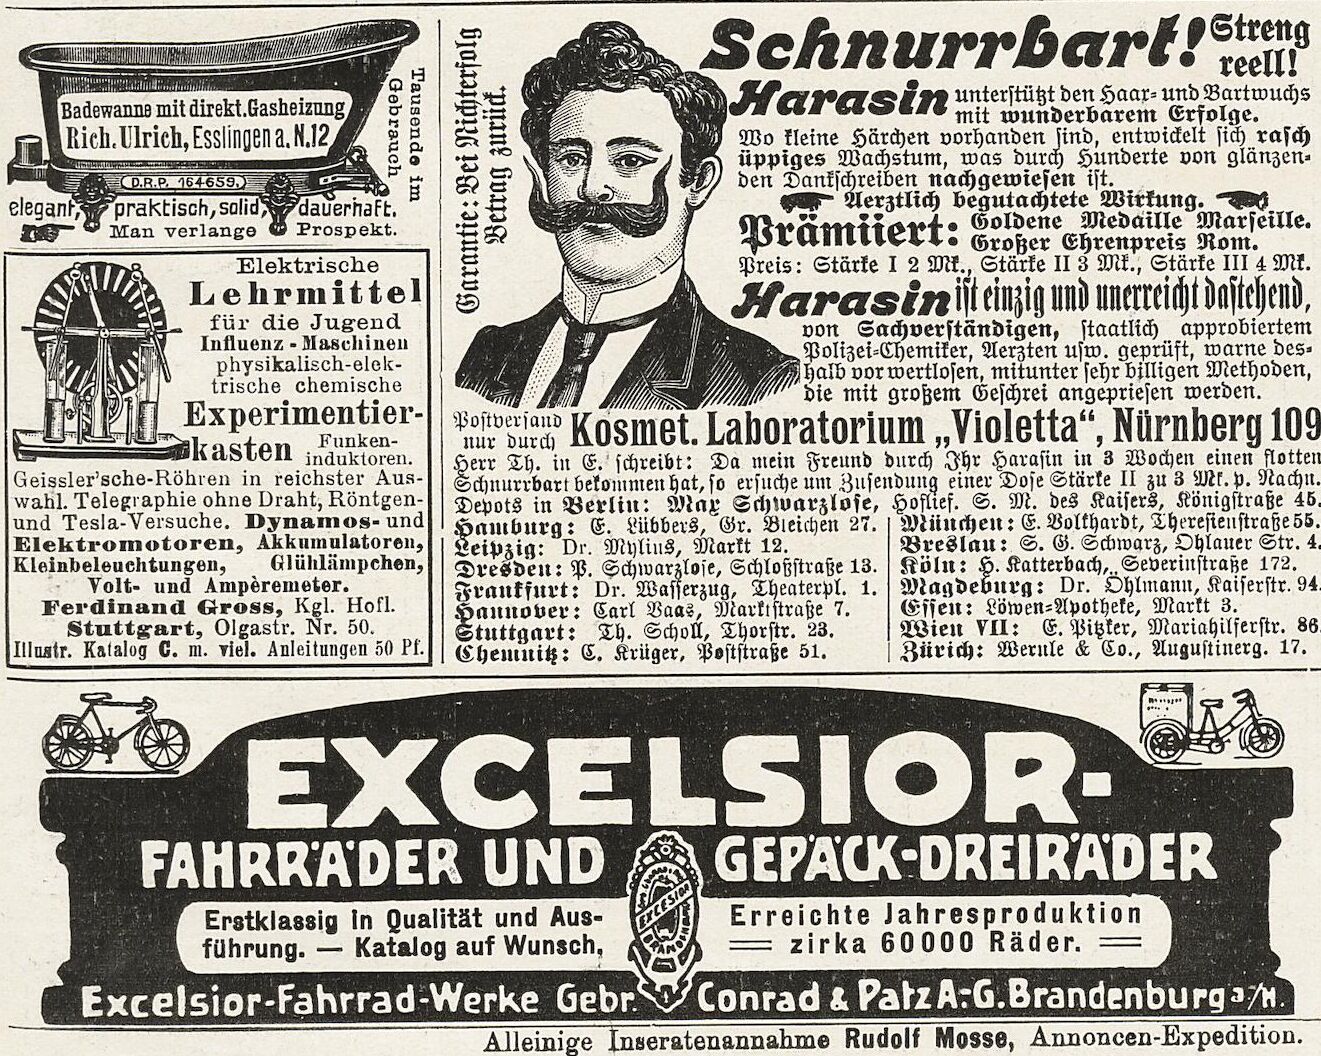 Badewanne mit direkt. Gasheizung
Rich. Ulrich, Esslingen a. N. 12
D.R.P. 164659.
Tausende im
Gebrauch
elegant, praktisch, solid, dauerhaft.
Man verlange Prospekt.
Elektrische
Lehrmittel
für die Jugend
Influenz-Maschinen
physikalisch-elek-
trische chemische
Experimentier-
kasten Funken-
induktoren.
Geissler'sche-Röhren in reichster Aus-
wahl. Telegraphie ohne Draht, Röntgen-
und Tesla-Versuche. Dynamos- und
Elektromotoren, Akkumulatoren,
Kleinbeleuchtungen, Glühlämpchen,
Volt- und Ampèremeter.
Ferdinand Gross, Kgl. Hofl.
Stuttgart, Olgastr. Nr. 50.
Illustr. Katalog C. m. viel. Anleitungen 50 Pf.
Garantie: Bei Nichterfolg
Betrag zurück.
Schnurrbart! Streng
reell!
Harasin unterstützt den Haar- und Bartwuchs
mit wunderbarem Erfolge.
Wo kleine Härchen vorhanden sind, entwickelt sich rasch
üppiges Wachstum, was durch Hunderte von glänzen-
den Dankschreiben nachgewiesen ist.
Aerztlich begutachtete Wirkung.
Prämiiert: Goldene Medaille Marseille.
Großer Ehrenpreis Rom.
Preis: Stärke I 2 Mk., Stärke II 3 Mk., Stärke III 4 Mk.
Harasin ist einzig und unerreicht dastehend,
von Sachverständigen, staatlich approbiertem
Polizei-Chemiker, Aerzten usw. geprüft, warne des-
halb vor wertlosen, mitunter sehr billigen Methoden,
die mit großem Geschrei angepriesen werden.
Postversand
nur durch Kosmet. Laboratorium „Violetta“, Nürnberg 109
Herr Th. in E. schreibt: Da mein Freund durch Ihr Harasin in 3 Wochen einen flotten
Schnurrbart bekommen hat, so ersuche um Zusendung einer Dose Stärke II zu 3 Mk. p. Nachn.
Depots in Berlin: Max Schwarzlose, Hoflief. S. M. des Kaisers, Königstraße 45.
Hamburg: E. Lübbers, Gr. Bleichen 27.
Leipzig: Dr. Mylius, Markt 12.
Dresden: P. Schwarzlose, Schloßstraße 13.
Frankfurt: Dr. Wasserzug, Theaterpl. 1.
Hannover: Carl Baas, Marktstraße 7.
Stuttgart: Th. Scholl, Thorstr. 23.
Chemnitz: C. Krüger, Poststraße 51.
München: E. Volkhardt, Theresienstraße 55.
Breslau: S. G. Schwarz, Ohlauer Str. 4.
Köln: H. Katterbach, Severinstraße 172.
Magdeburg: Dr. Öhlmann, Kaiserstr. 94.
Essen: Löwen-Apotheke, Markt 3.
Wien VII: E. Pitzker, Mariahilferstr. 86.
Zürich: Wernle & Co., Augustinerg. 17.
EXCELSIOR-
FAHRRÄDER UND GEPÄCK-DREIRÄDER
Erstklassig in Qualität und Aus-
führung. — Katalog auf Wunsch,
EXCELSIOR
BRANDENBURG
Erreichte Jahresproduktion
zirka 60000 Räder.
Excelsior-Fahrrad-Werke Gebr. Conrad & Patz A.-G. Brandenburg a/H.
Alleinige Inseratenannahme Rudolf Mosse, Annoncen-Expedition.